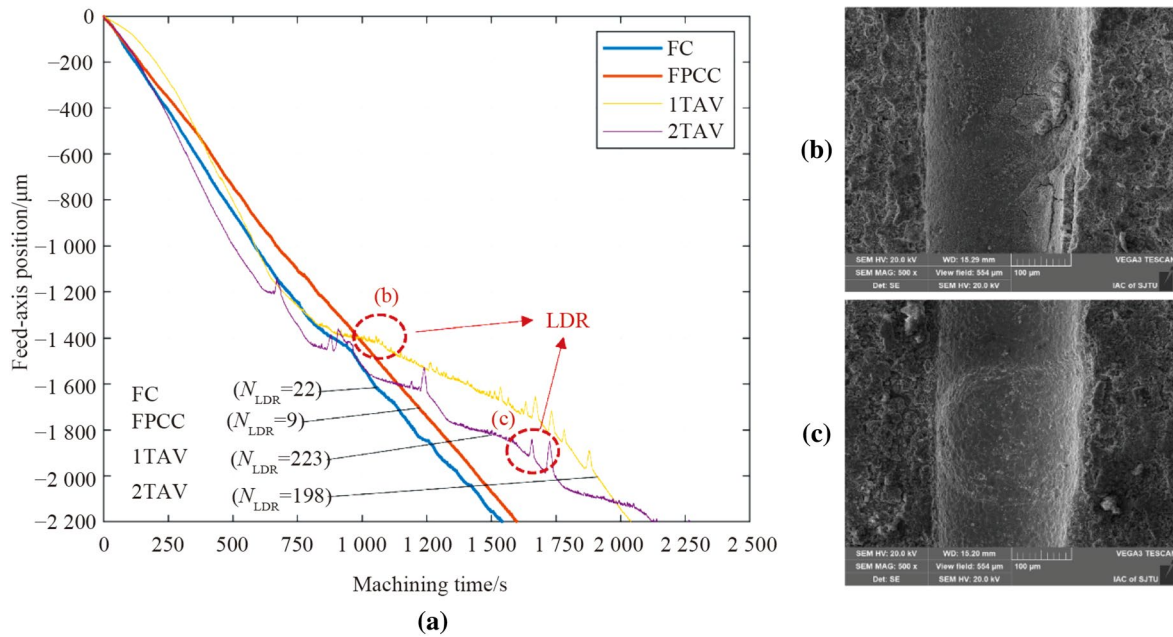 0
−200
−400
−600
−800
−1 000
−1 200
−1 400
−1 600
−1 800
−2 000
−2 200
Feed-axis position/μm
FC
FPCC
1TAV
2TAV
(b)
LDR
(c)
FC (N_LDR=22)
FPCC (N_LDR=9)
1TAV (N_LDR=223)
2TAV (N_LDR=198)
0 250 500 750 1 000 1 250 1 500 1 750 2 000 2 250 2 500
Machining time/s
(a)
(b)
SEM HV: 20.0 kV WD: 15.29 mm VEGA3 TESCAN
SEM MAG: 500 x View field: 554 μm 100 μm
Det: SE SEM HV: 20.0 kV IAC of SJTU
(c)
SEM HV: 20.0 kV WD: 15.20 mm VEGA3 TESCAN
SEM MAG: 500 x View field: 554 μm 100 μm
Det: SE SEM HV: 20.0 kV IAC of SJTU